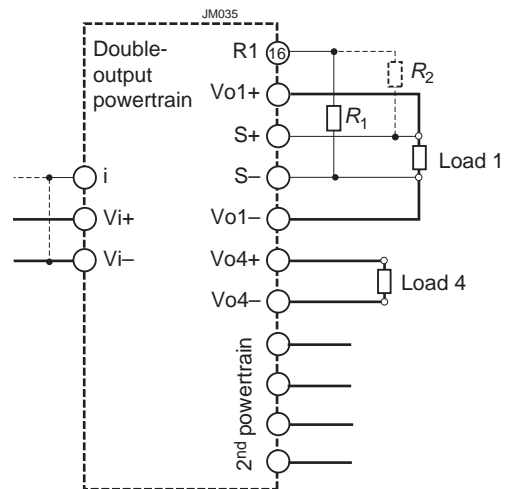 JM035
Double-
output
powertrain
R1 16
Vo1+
S+
S–
Vo1–
Vo4+
Vo4–
i
Vi+
Vi–
R1
R2
Load 1
Load 4
2nd powertrain